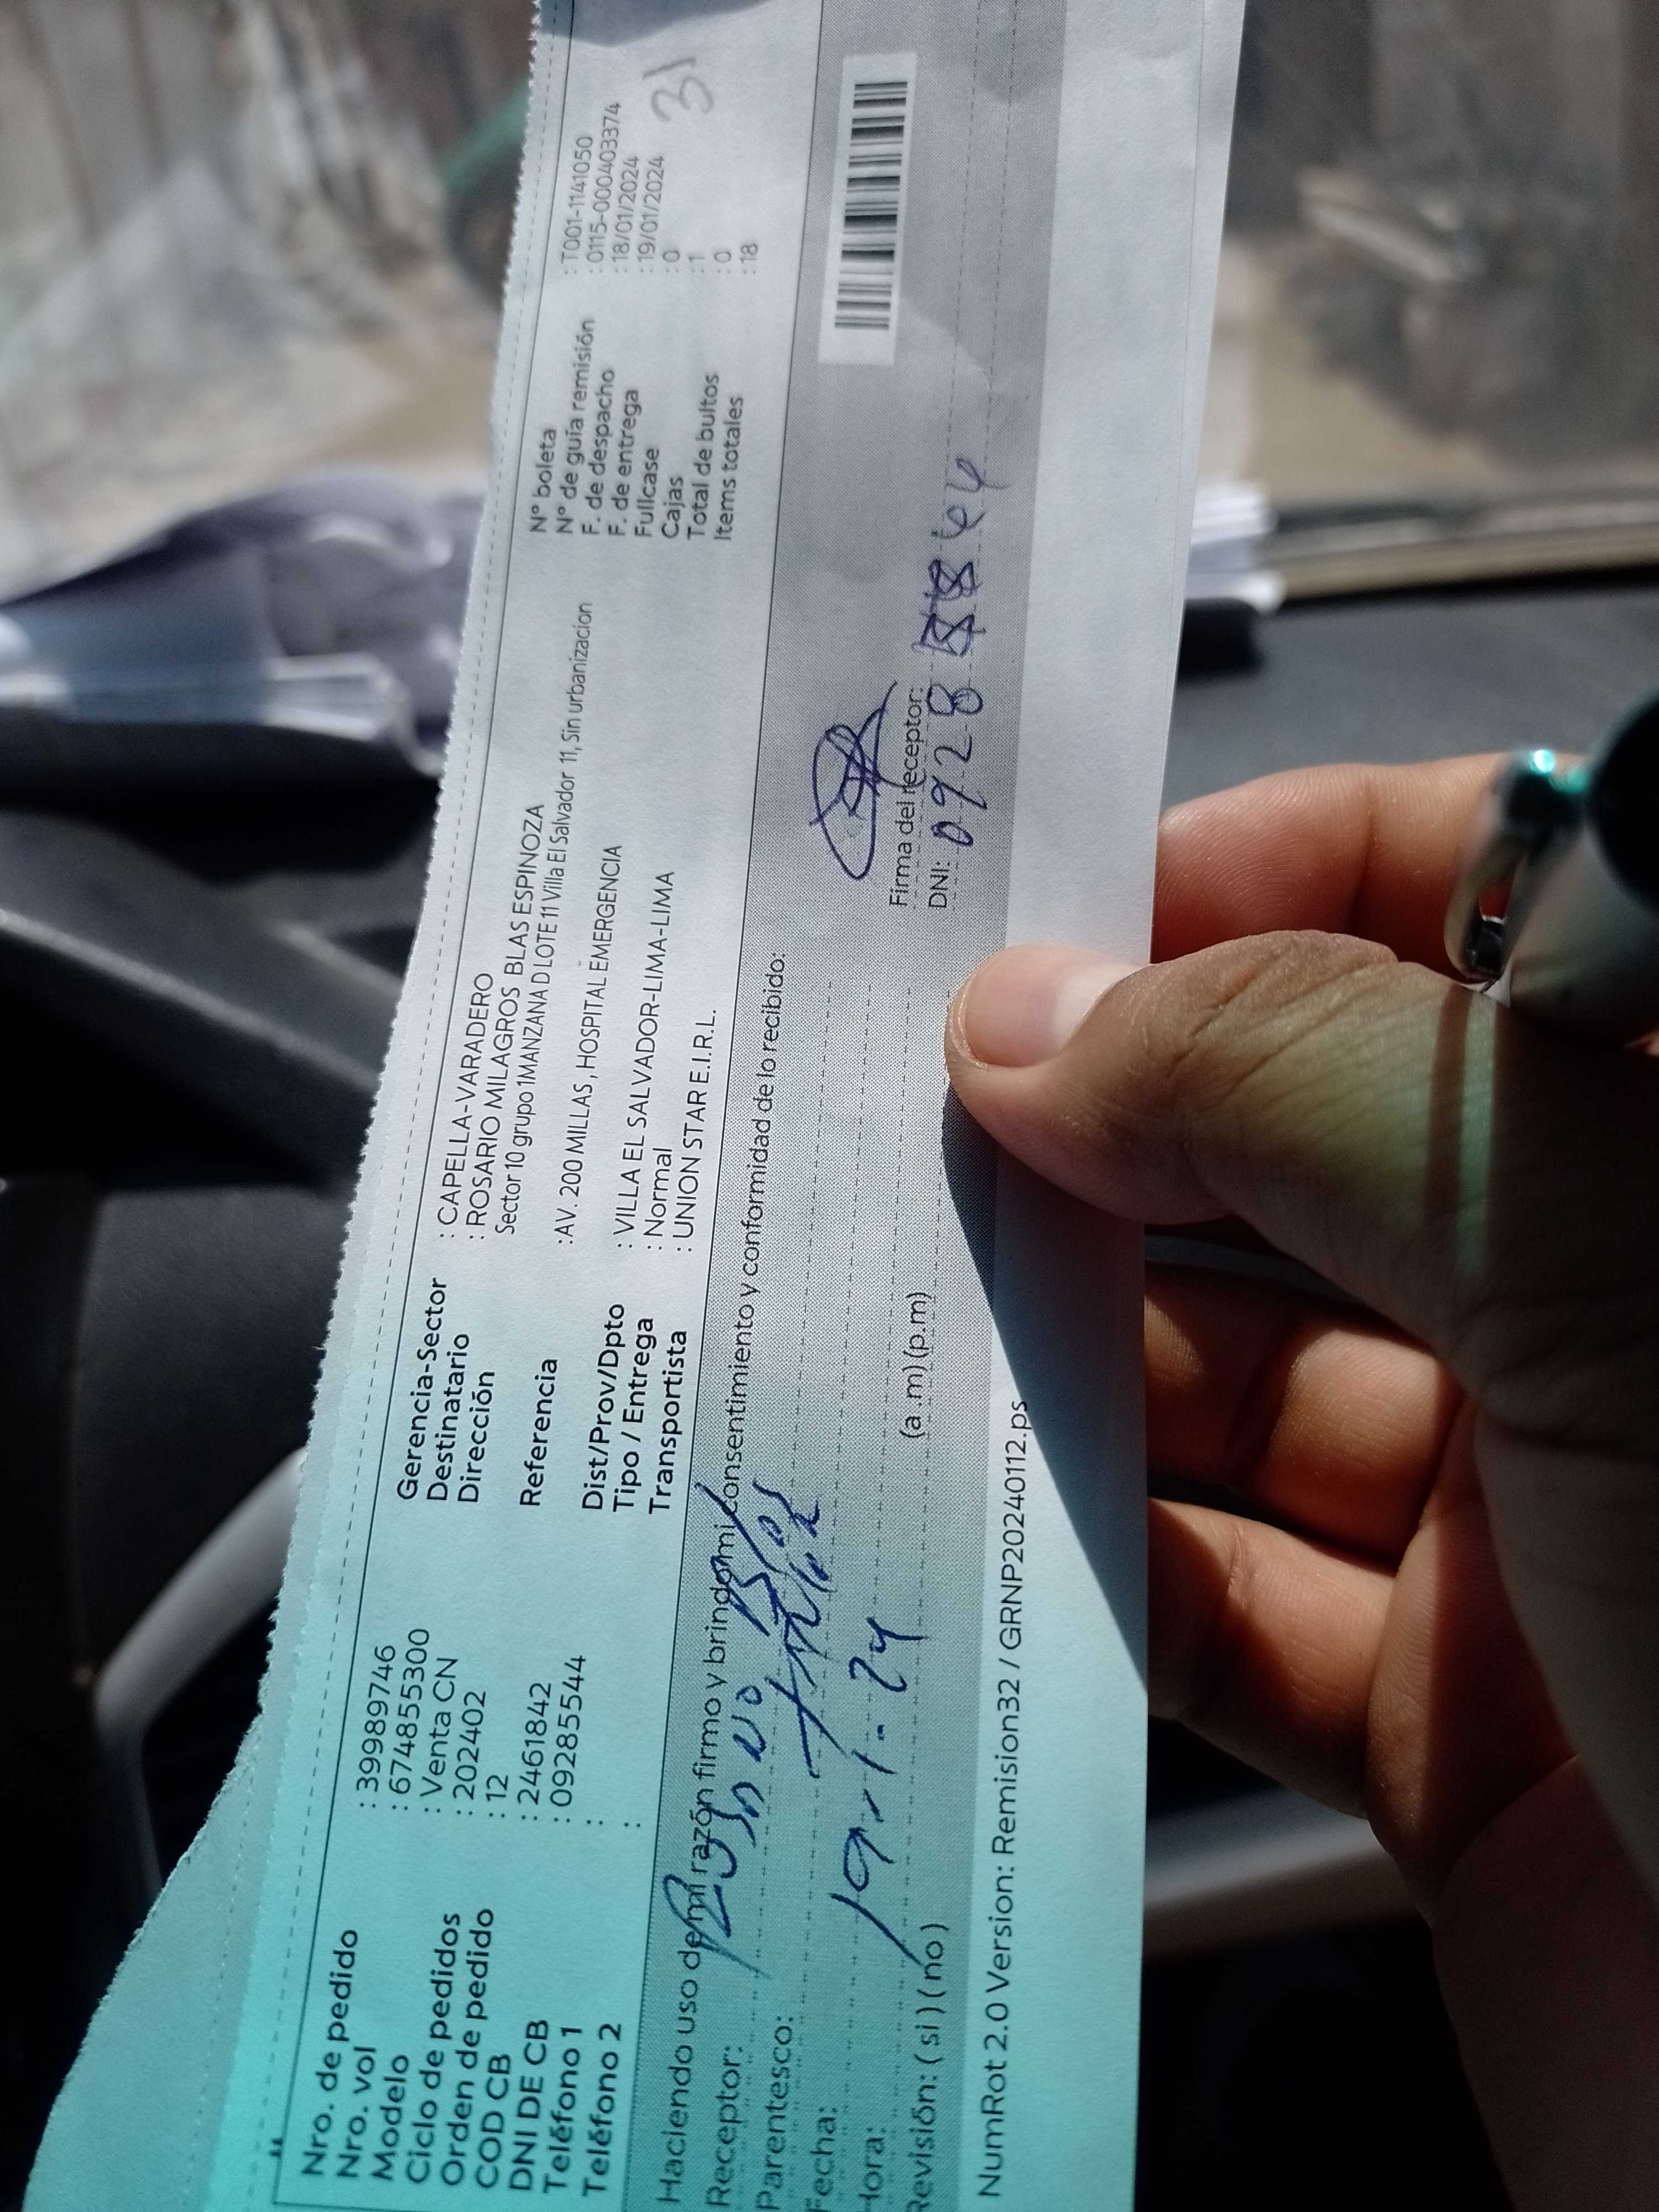 Nro. de pedido : 39989746
Nro. vol : 674855300
Modelo : Venta CN
Ciclo de pedidos : 202402
Orden de pedido : 12
COD CB : 2461842
DNI DE CB : 09285544
Teléfono 1 :
Teléfono 2 :
Gerencia-Sector : CAPELLA-VARADERO
Destinatario : ROSARIO MILAGROS BLAS ESPINOZA
Dirección Sector 10 grupo 1MANZANA D LOTE 11 Villa El Salvador 11, Sin urbanizacion
Referencia : AV. 200 MILLAS , HOSPITAL EMERGENCIA
Dist/Prov/Dpto : VILLA EL SALVADOR-LIMA-LIMA
Tipo / Entrega : Normal
Transportista : UNION STAR E.I.R.L.
N° boleta : T001-1141050
N° de guía remisión : 0115-0004033374
F. de despacho : 18/01/2024
F. de entrega : 19/01/2024
Fullcase : 0
Cajas : 1
Total de bultos : 0
Items totales : 18
31
Haciendo uso de mi razón firmo y brindo mi consentimiento y conformidad de lo recibido:
Receptor:
Parentesco:
Fecha: 19-1-24
Hora: (a .m) (p.m)
Revisión: ( si ) ( no )
Firma del receptor:
DNI: 0928 44
NumRot 2.0 Version: Remision32 / GRNP20240112.ps